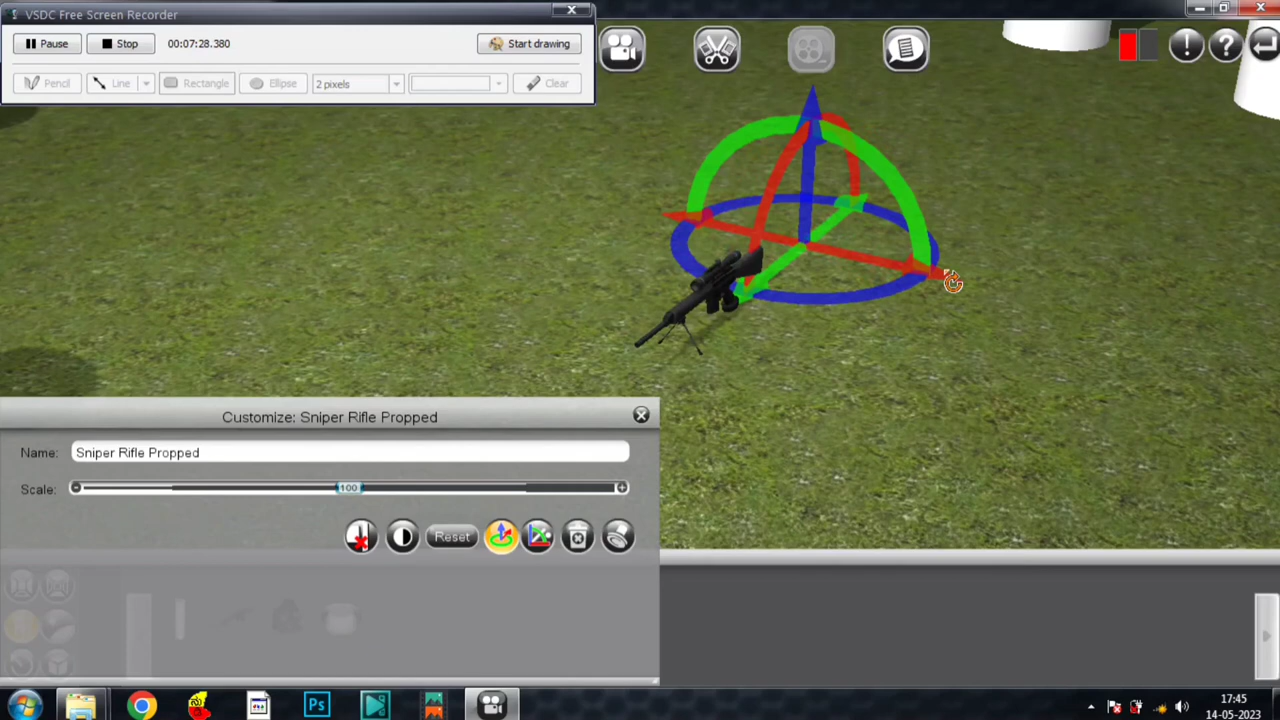 VSDC Free Screen Recorder
Pause
Stop
00:07:28.380
Start drawing
Pencil
Line
Rectangle
Ellipse
2 pixels
Clear
Customize: Sniper Rifle Propped
Name:
Sniper Rifle Propped
Scale:
100
Reset
Ps
17:45
14-05-2023